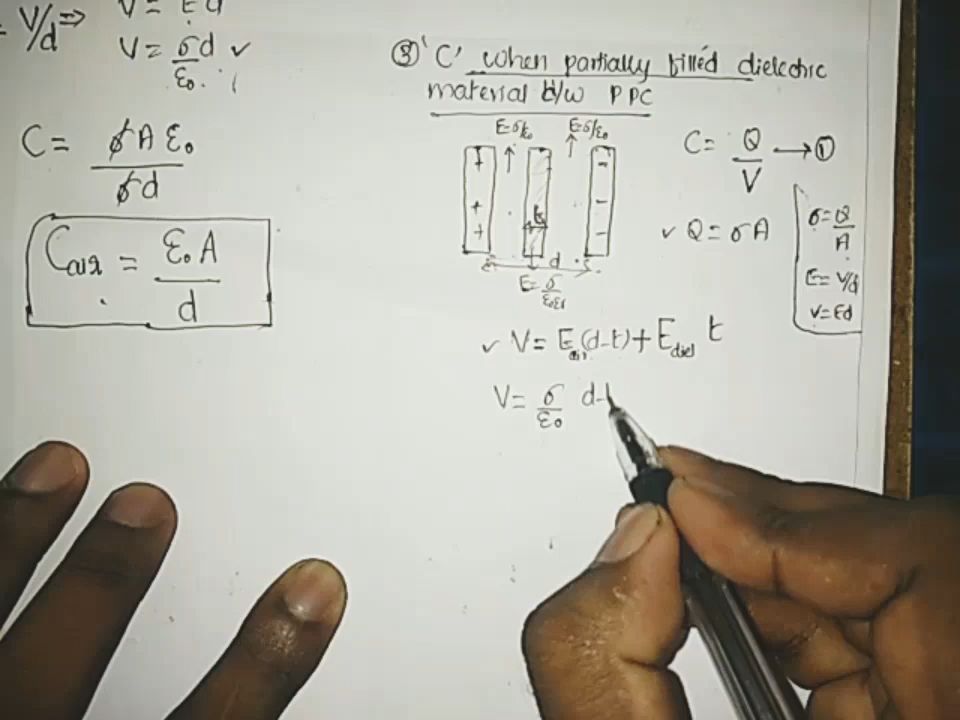 = V/d ⇒ V = Ed
V = σd/ε₀ ✓
C = σAε₀/σd
C_air = ε₀A/d
③ 'C' when partially filled dielectric
material b/w PPC
E=σ/ε₀ E=σ/ε₀
+ -
+ -
+ -
t
d
E=σ/ε₀εr
C = Q/V → ①
✓ Q = σA
σ = Q/A
E = V/d
V = Ed
✓ V = E_air(d-t) + E_diel t
V = σ/ε₀ d-t